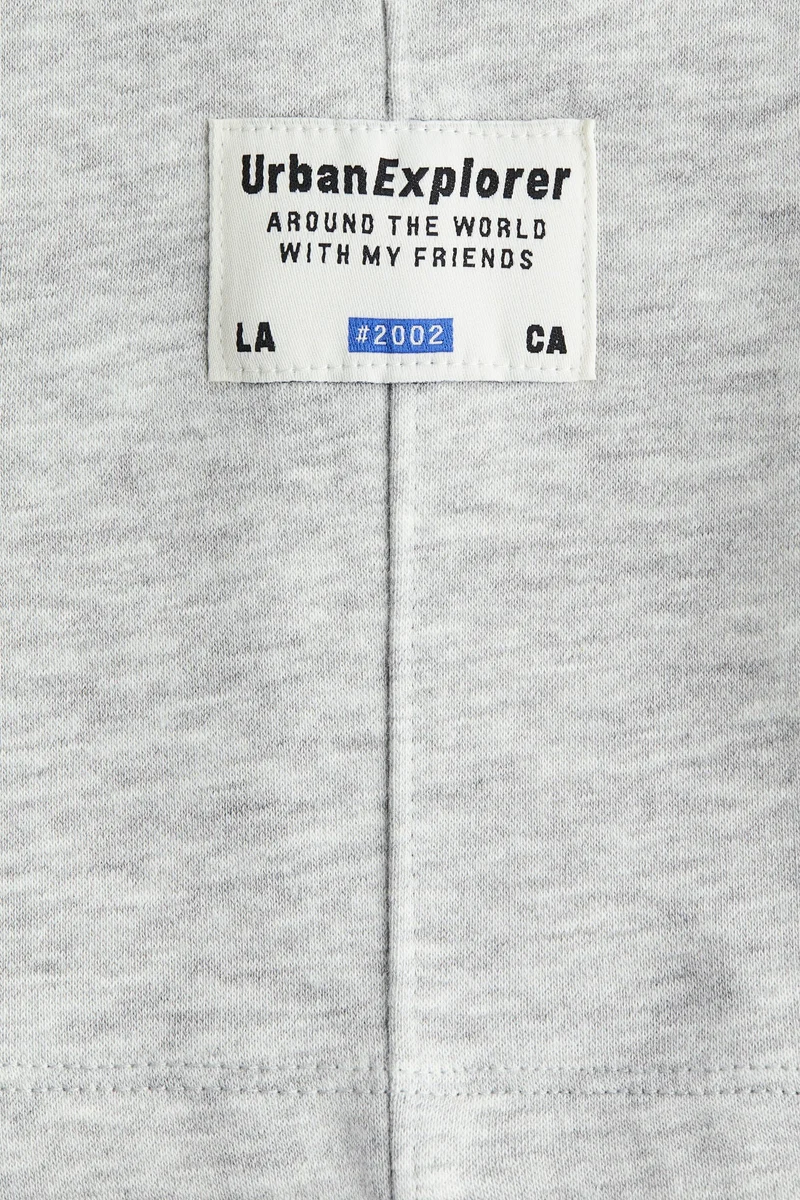 UrbanExplorer
AROUND THE WORLD
WITH MY FRIENDS
LA #2002 CA